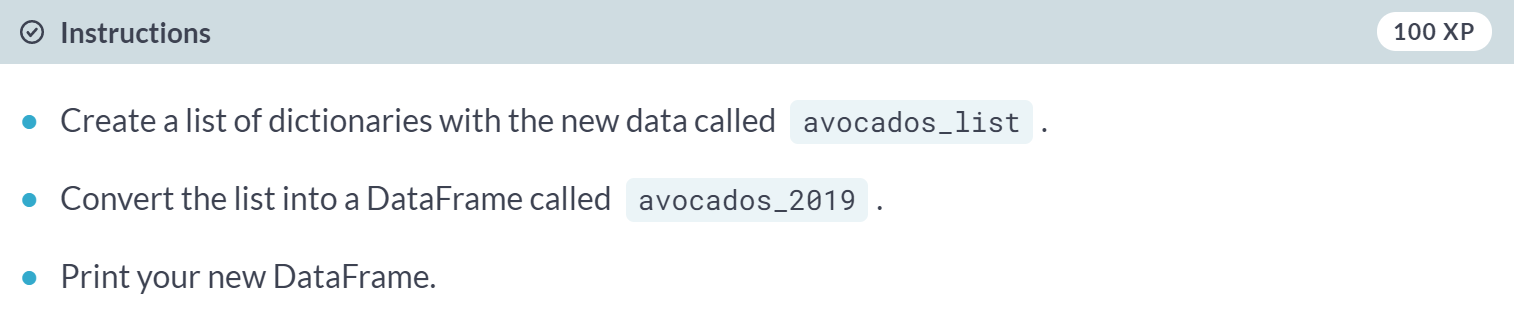 Instructions
100 XP
Create a list of dictionaries with the new data called avocados_list .
Convert the list into a DataFrame called avocados_2019 .
Print your new DataFrame.